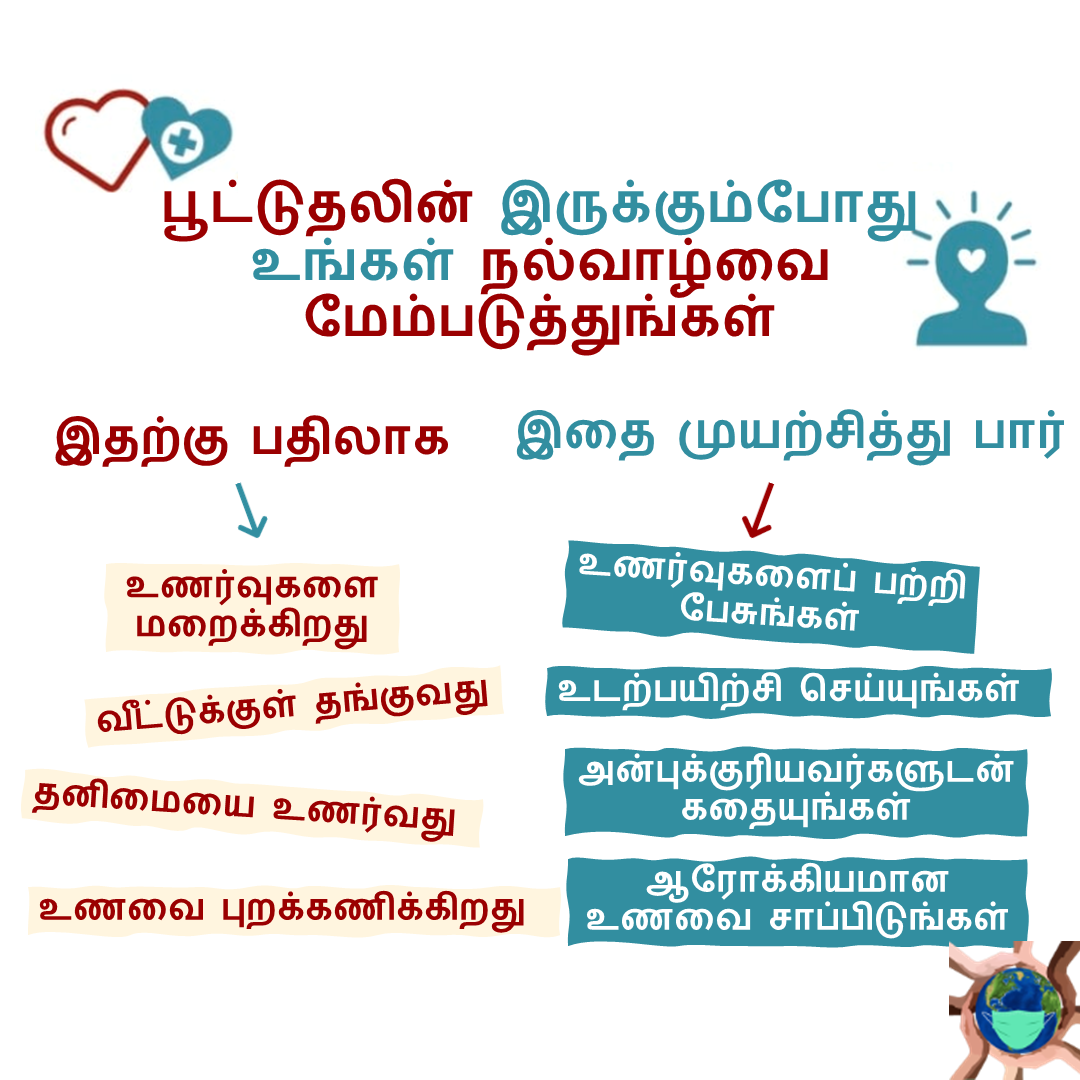 பூட்டுதலின் இருக்கும்போது
உங்கள் நல்வாழ்வை
மேம்படுத்துங்கள்
இதற்கு பதிலாக
உணர்வுகளை
மறைக்கிறது
வீட்டுக்குள் தங்குவது
தனிமையை உணர்வது
உணவை புறக்கணிக்கிறது
இதை முயற்சித்து பார்
உணர்வுகளைப் பற்றி
பேசுங்கள்
உடற்பயிற்சி செய்யுங்கள்
அன்புக்குரியவர்களுடன்
கதையுங்கள்
ஆரோக்கியமான
உணவை சாப்பிடுங்கள்